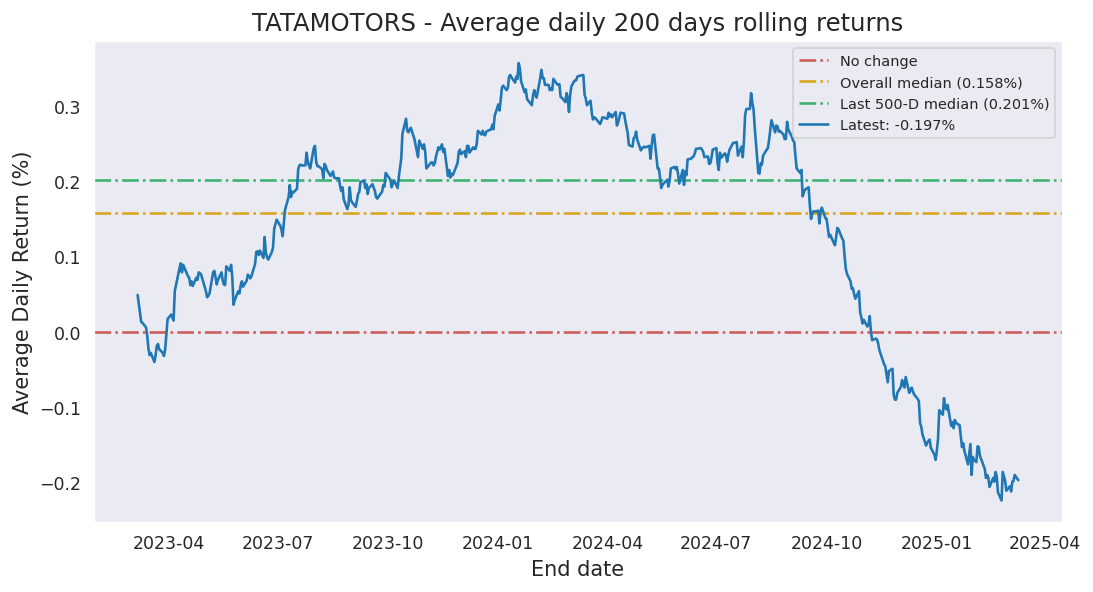 TATAMOTORS - Average daily 200 days rolling returns
No change
Overall median (0.158%)
Last 500-D median (0.201%)
Latest: -0.197%
Average Daily Return (%)
0.3
0.2
0.1
0.0
−0.1
−0.2
2023-04 2023-07 2023-10 2024-01 2024-04 2024-07 2024-10 2025-01 2025-04
End date